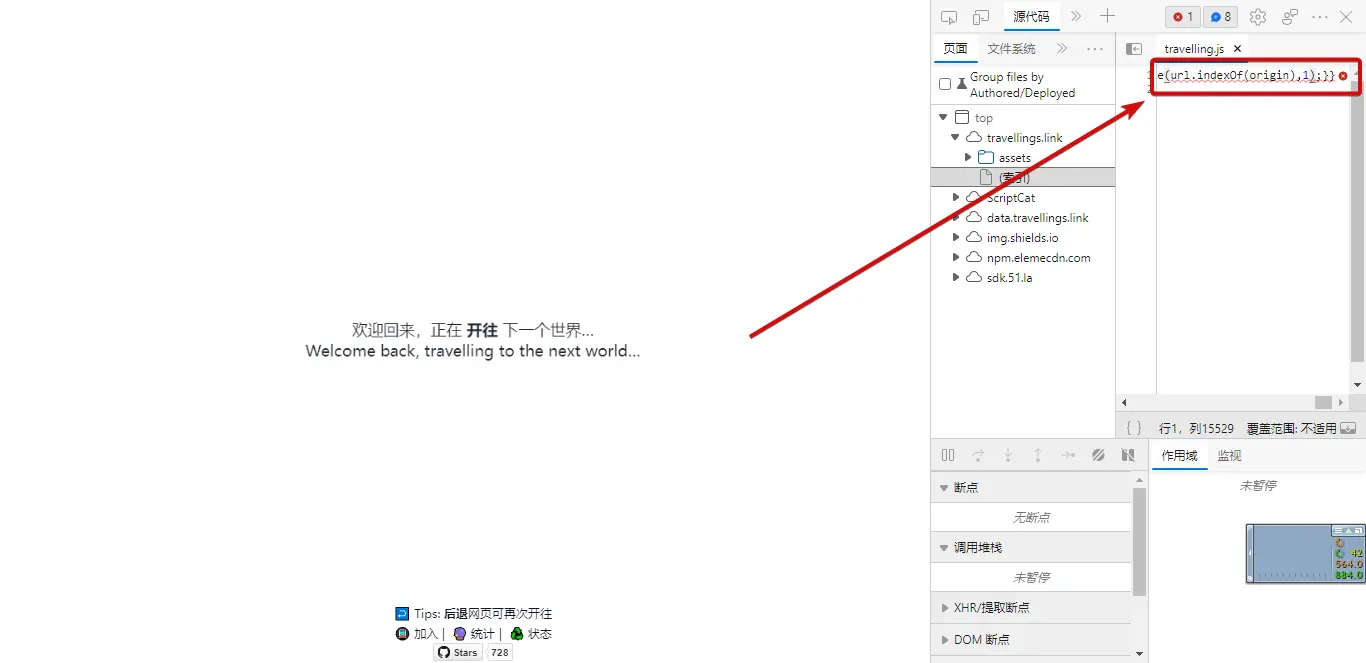 欢迎回来，正在 开往 下一个世界...
Welcome back, travelling to the next world...
Tips: 后退网页可再次开往
加入 | 统计 | 状态
Stars 728
源代码
1 8
页面 文件系统
travelling.js
Group files by
Authored/Deployed
top
travellings.link
assets
(索引)
ScriptCat
data.travellings.link
img.shields.io
npm.elemecdn.com
sdk.51.la
1 e(url.indexOf(origin),1);}}
2
{ } 行1，列15529 覆盖范围: 不适用
断点
无断点
调用堆栈
未暂停
XHR/提取断点
DOM 断点
作用域 监视
未暂停
42
564.0
884.0